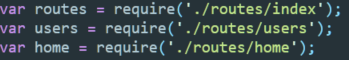 var routes = require('./routes/index');
var users = require('./routes/users');
var home = require('./routes/home');